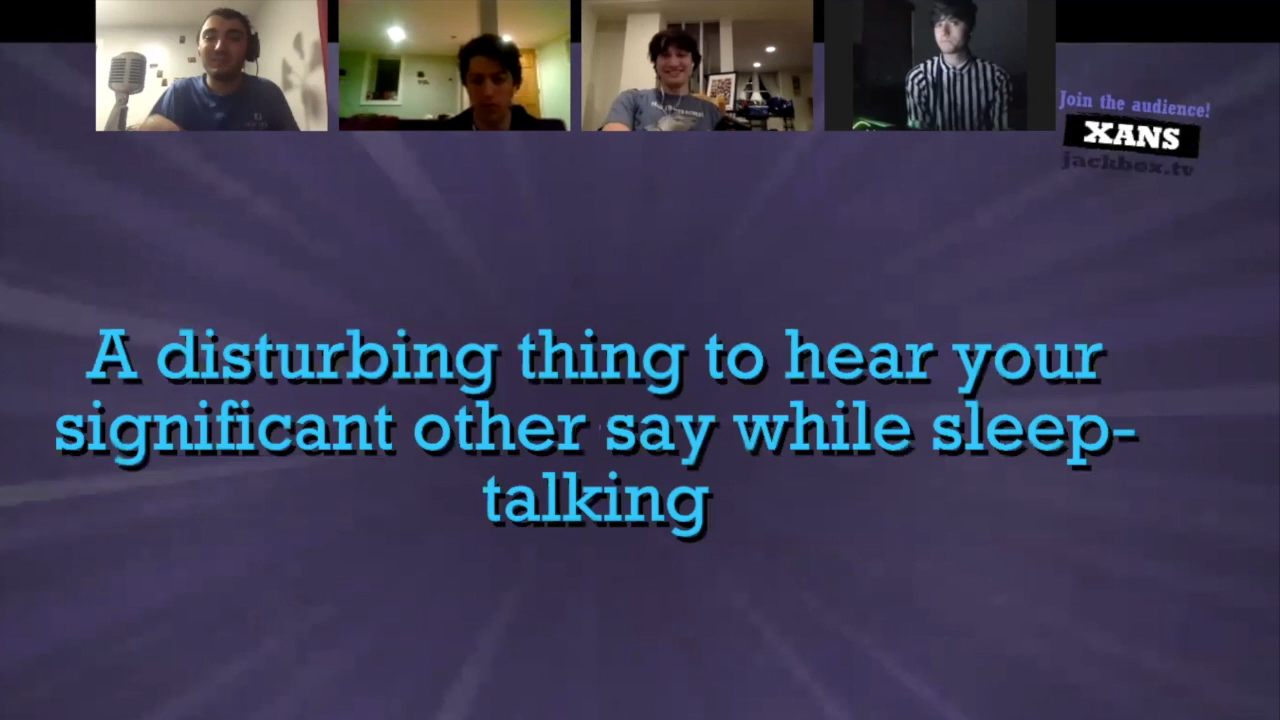 Join the audience!
XANS
jackbox.tv
A disturbing thing to hear your
significant other say while sleep-
talking